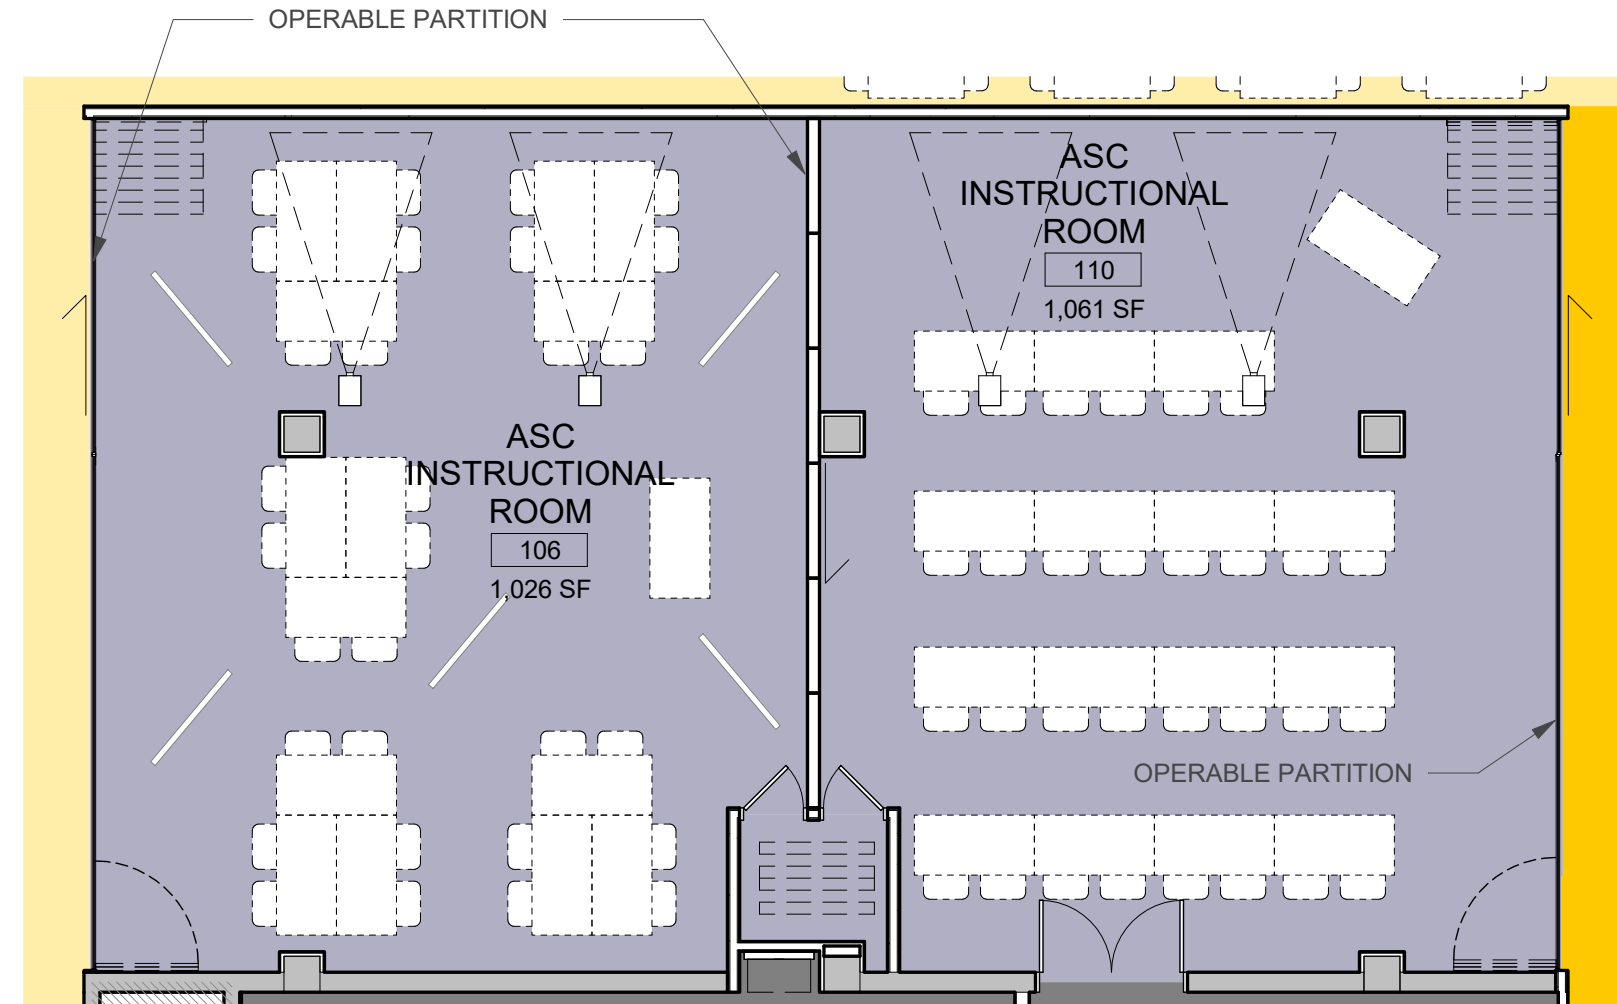 OPERABLE PARTITION
ASC
INSTRUCTIONAL
ROOM
110
1,061 SF
ASC
INSTRUCTIONAL
ROOM
106
1,026 SF
OPERABLE PARTITION